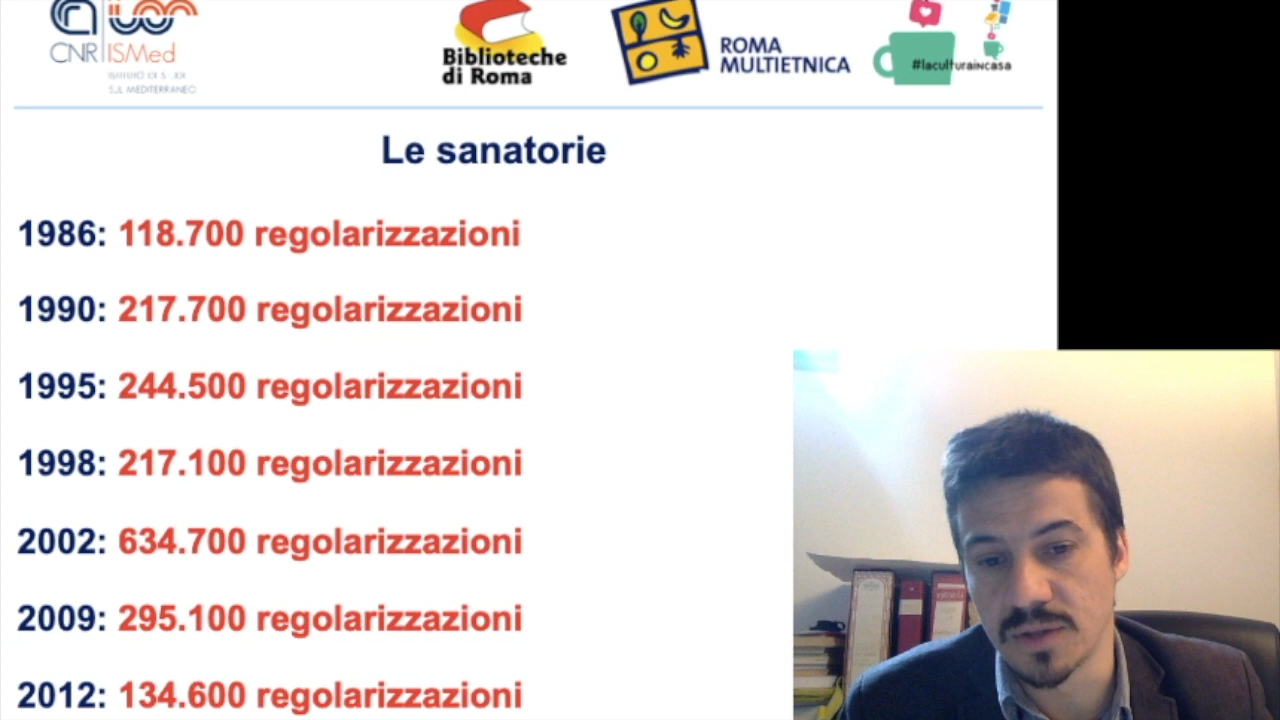 CNR ISMed
SUL MEDITERRANEO
Biblioteche
di Roma
ROMA
MULTIETNICA
#laculturaincasa
Le sanatorie
1986: 118.700 regolarizzazioni
1990: 217.700 regolarizzazioni
1995: 244.500 regolarizzazioni
1998: 217.100 regolarizzazioni
2002: 634.700 regolarizzazioni
2009: 295.100 regolarizzazioni
2012: 134.600 regolarizzazioni